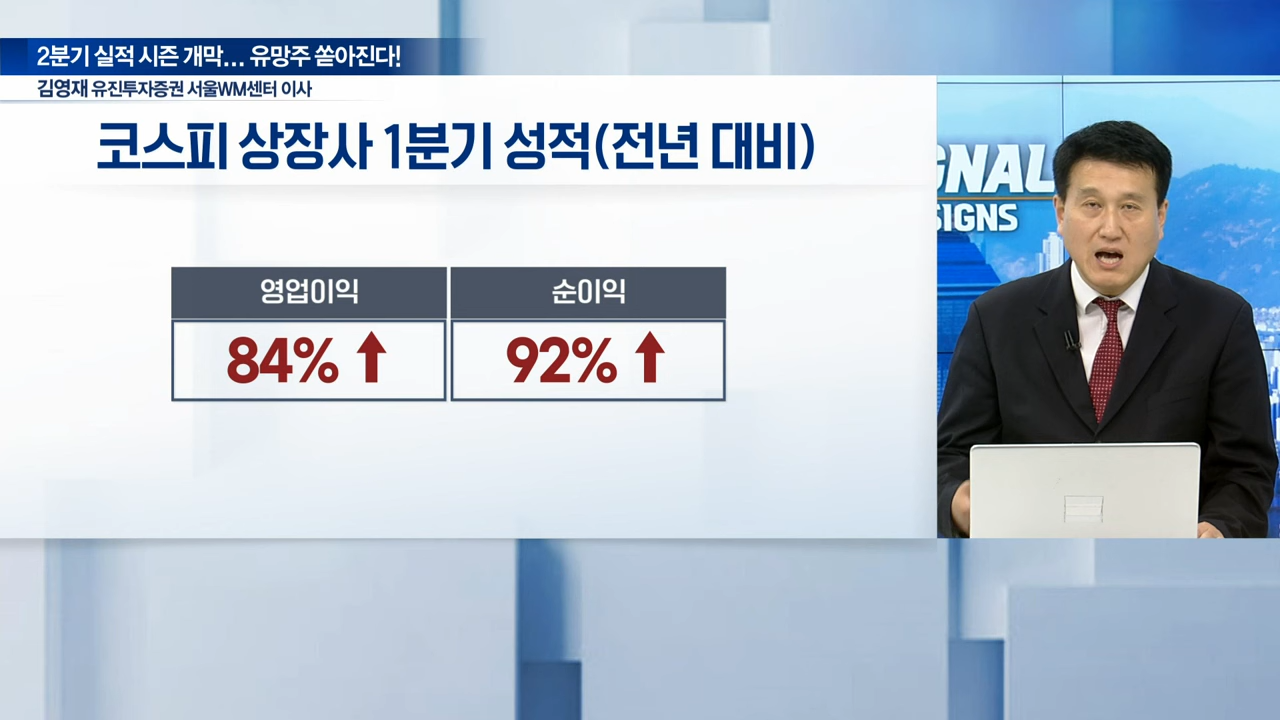 2분기 실적 시즌 개막... 유망주 쏟아진다!
김영재 유진투자증권 서울WM센터 이사
코스피 상장사 1분기 성적(전년 대비)
영업이익 순이익
84% ↑ 92% ↑
GNAL
SIGNS